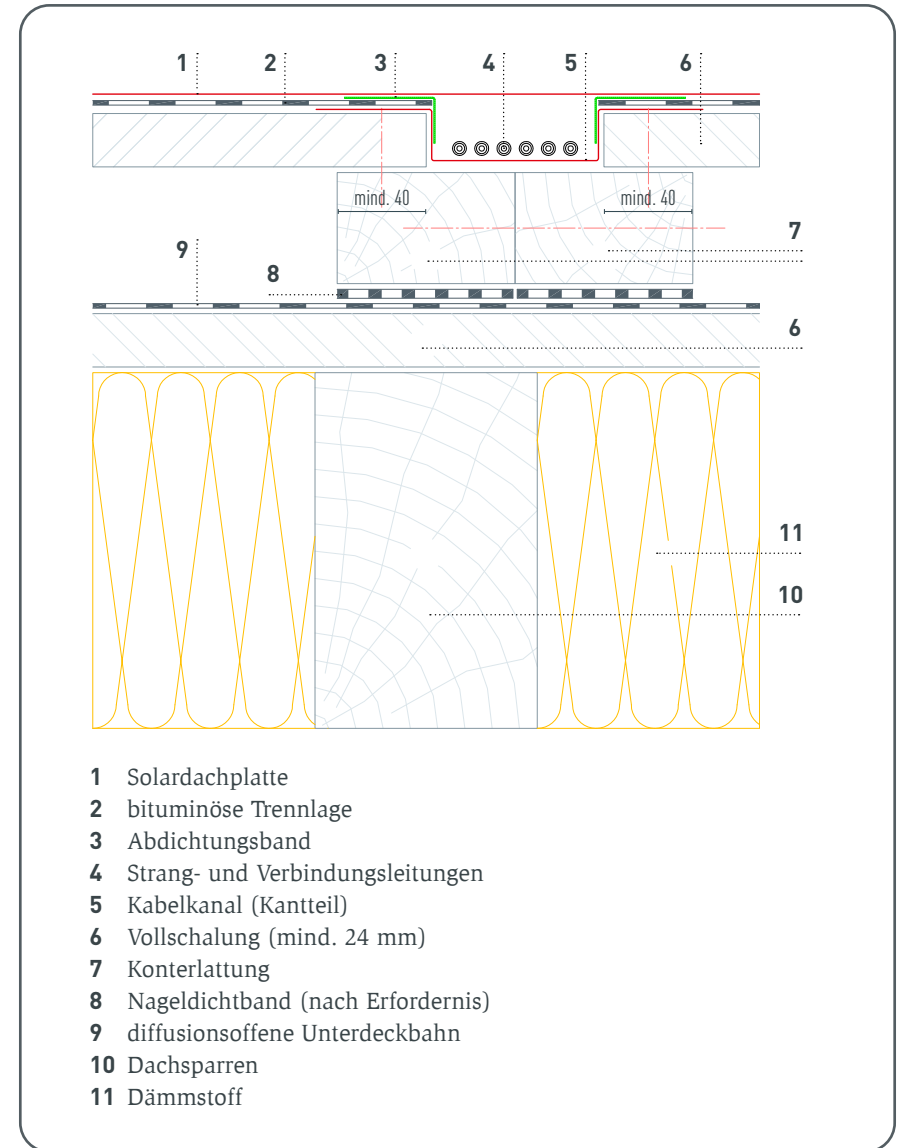 1 2 3 4 5 6
mind. 40 mind. 40
7
9
8
6
11
10
1 Solardachplatte
2 bituminöse Trennlage
3 Abdichtungsband
4 Strang- und Verbindungsleitungen
5 Kabelkanal (Kantteil)
6 Vollschalung (mind. 24 mm)
7 Konterlattung
8 Nageldichtband (nach Erfordernis)
9 diffusionsoffene Unterdeckbahn
10 Dachsparren
11 Dämmstoff